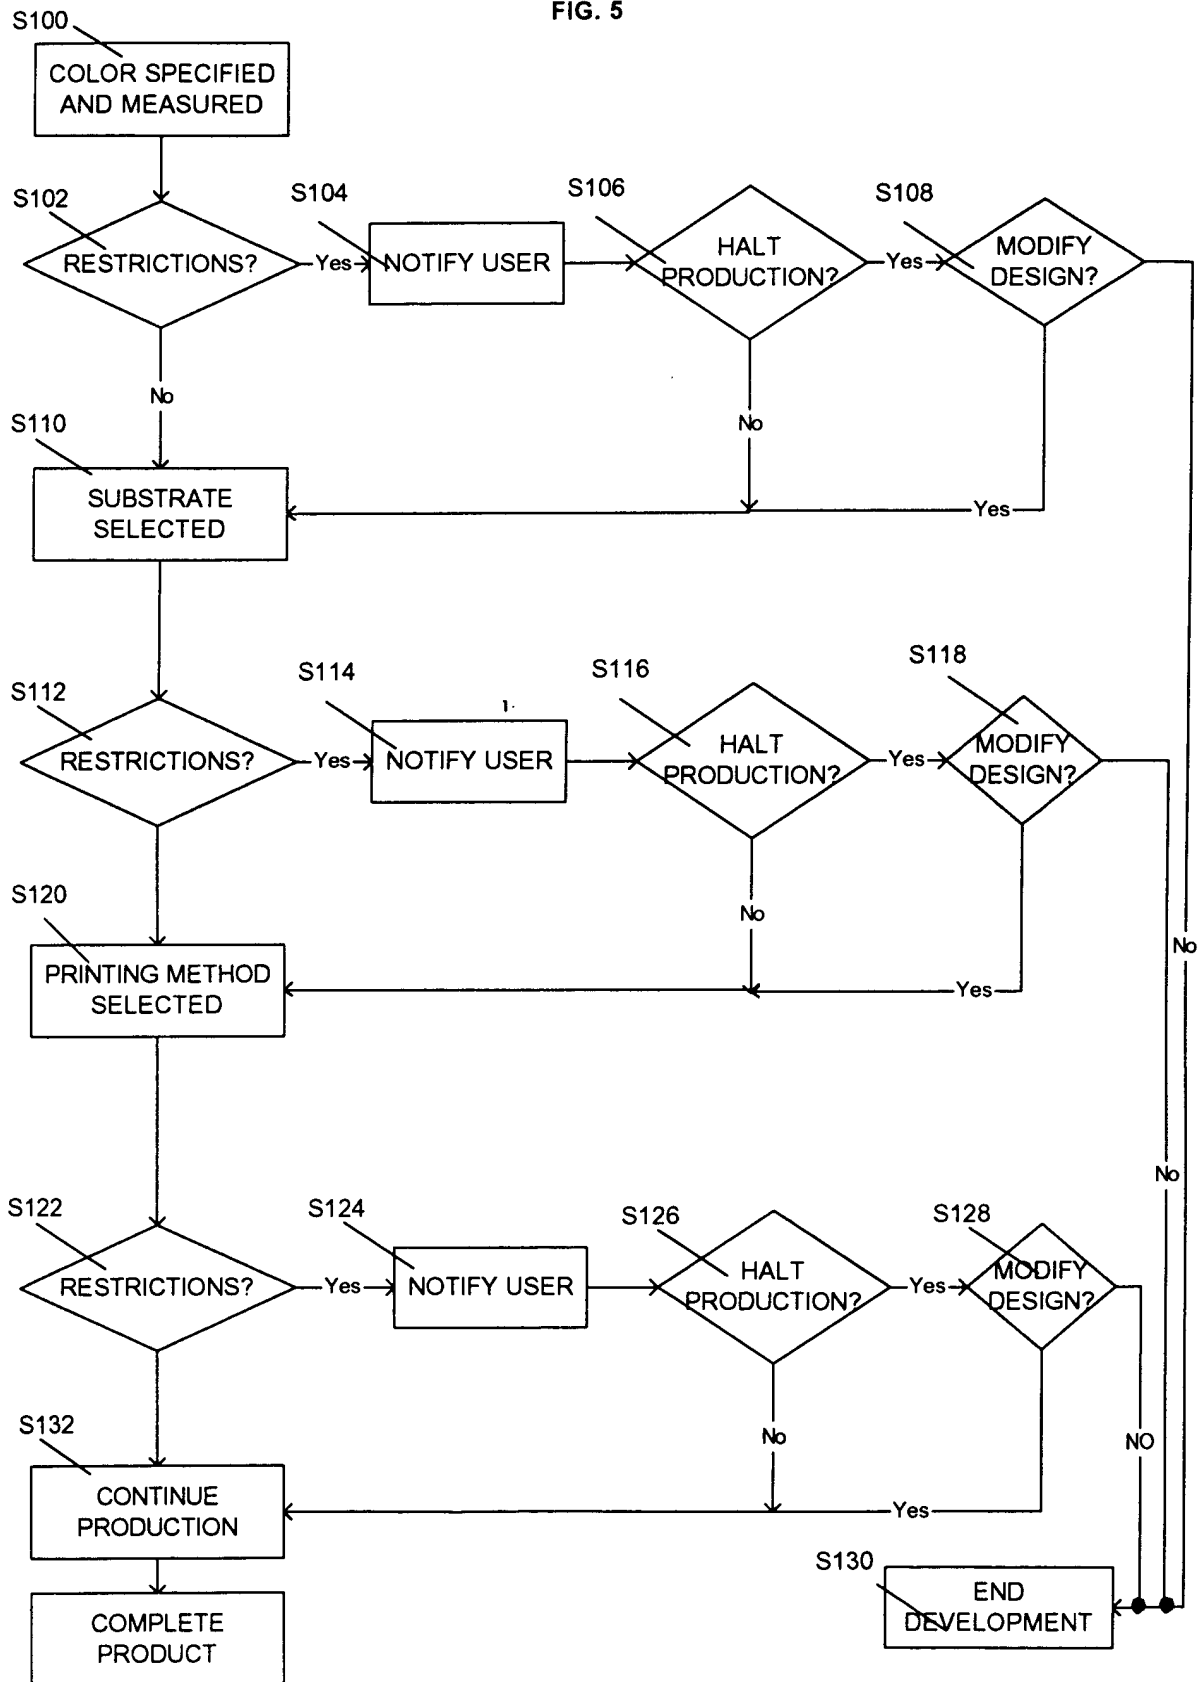 FIG. 5
S100
COLOR SPECIFIED
AND MEASURED
S102
RESTRICTIONS?
Yes
S104
NOTIFY USER
S106
HALT
PRODUCTION?
Yes
S108
MODIFY
DESIGN?
No
No
Yes
No
S110
SUBSTRATE
SELECTED
S112
RESTRICTIONS?
Yes
S114
NOTIFY USER
S116
HALT
PRODUCTION?
Yes
S118
MODIFY
DESIGN?
No
Yes
No
S120
PRINTING METHOD
SELECTED
S122
RESTRICTIONS?
Yes
S124
NOTIFY USER
S126
HALT
PRODUCTION?
Yes
S128
MODIFY
DESIGN?
No
Yes
NO
S132
CONTINUE
PRODUCTION
S130
END
DEVELOPMENT
COMPLETE
PRODUCT